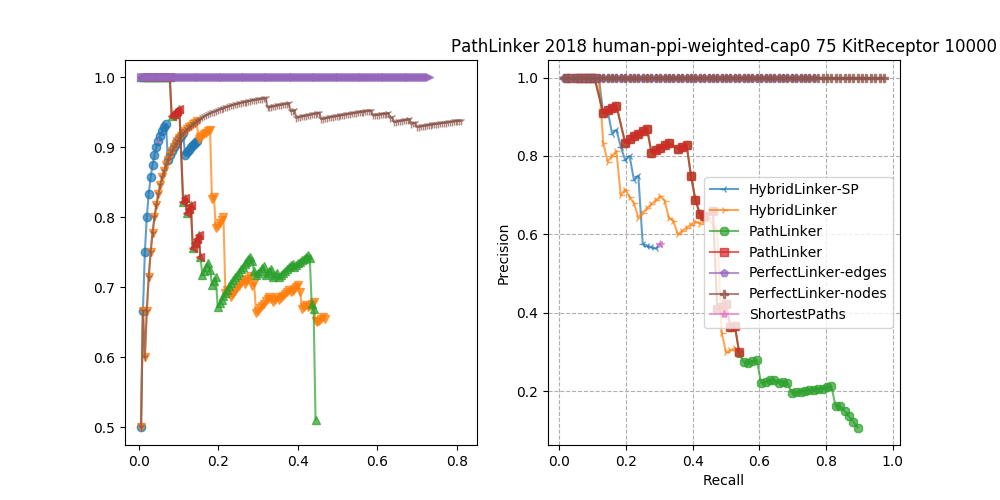 PathLinker 2018 human-ppi-weighted-cap0 75 KitReceptor 10000
1.0
0.9
0.8
0.7
0.6
0.5
0.0 0.2 0.4 0.6 0.8
Precision
1.0
0.8
0.6
0.4
0.2
HybridLinker-SP
HybridLinker
PathLinker
PathLinker
PerfectLinker-edges
PerfectLinker-nodes
ShortestPaths
0.0 0.2 0.4 0.6 0.8 1.0
Recall